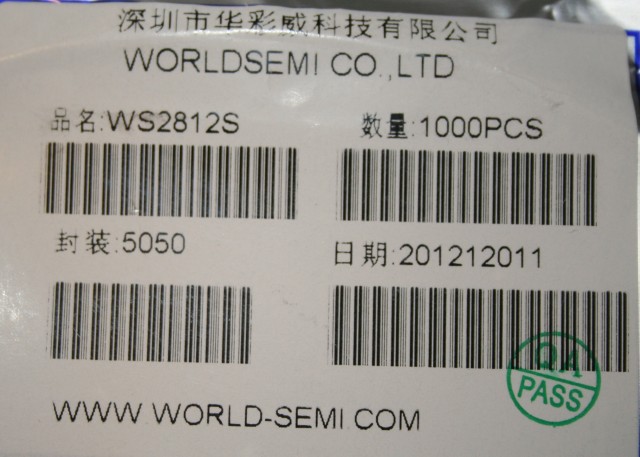 深圳市华彩威科技有限公司
WORLDSEMI CO.,LTD
品名:WS2812S
数量:1000PCS
封装:5050
日期:201212011
QA
PASS
WWW WORLD-SEMI COM